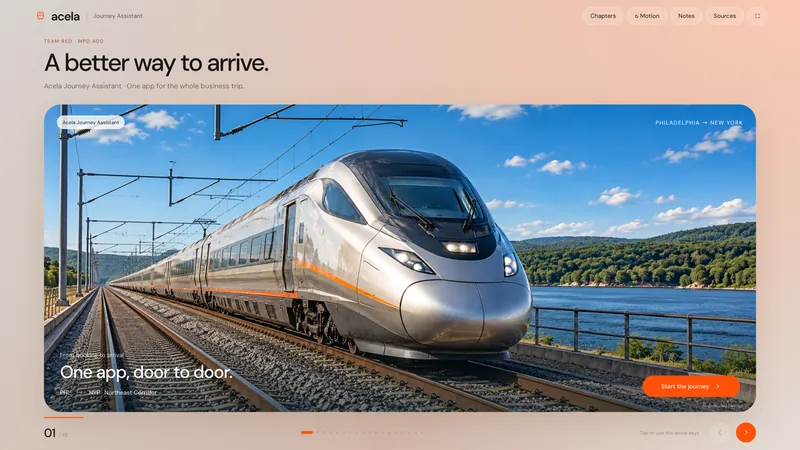 acela
Journey Assistant
Chapters
Motion
Notes
Sources
TEAM RED · MPG 400
A better way to arrive.
Acela Journey Assistant · One app for the whole business trip.
Acela Journey Assistant
PHILADELPHIA → NEW YORK
From booking to arrival
One app, door to door.
PHL → NYP · Northeast Corridor
Start the journey
01 / 18
Tap or use the arrow keys